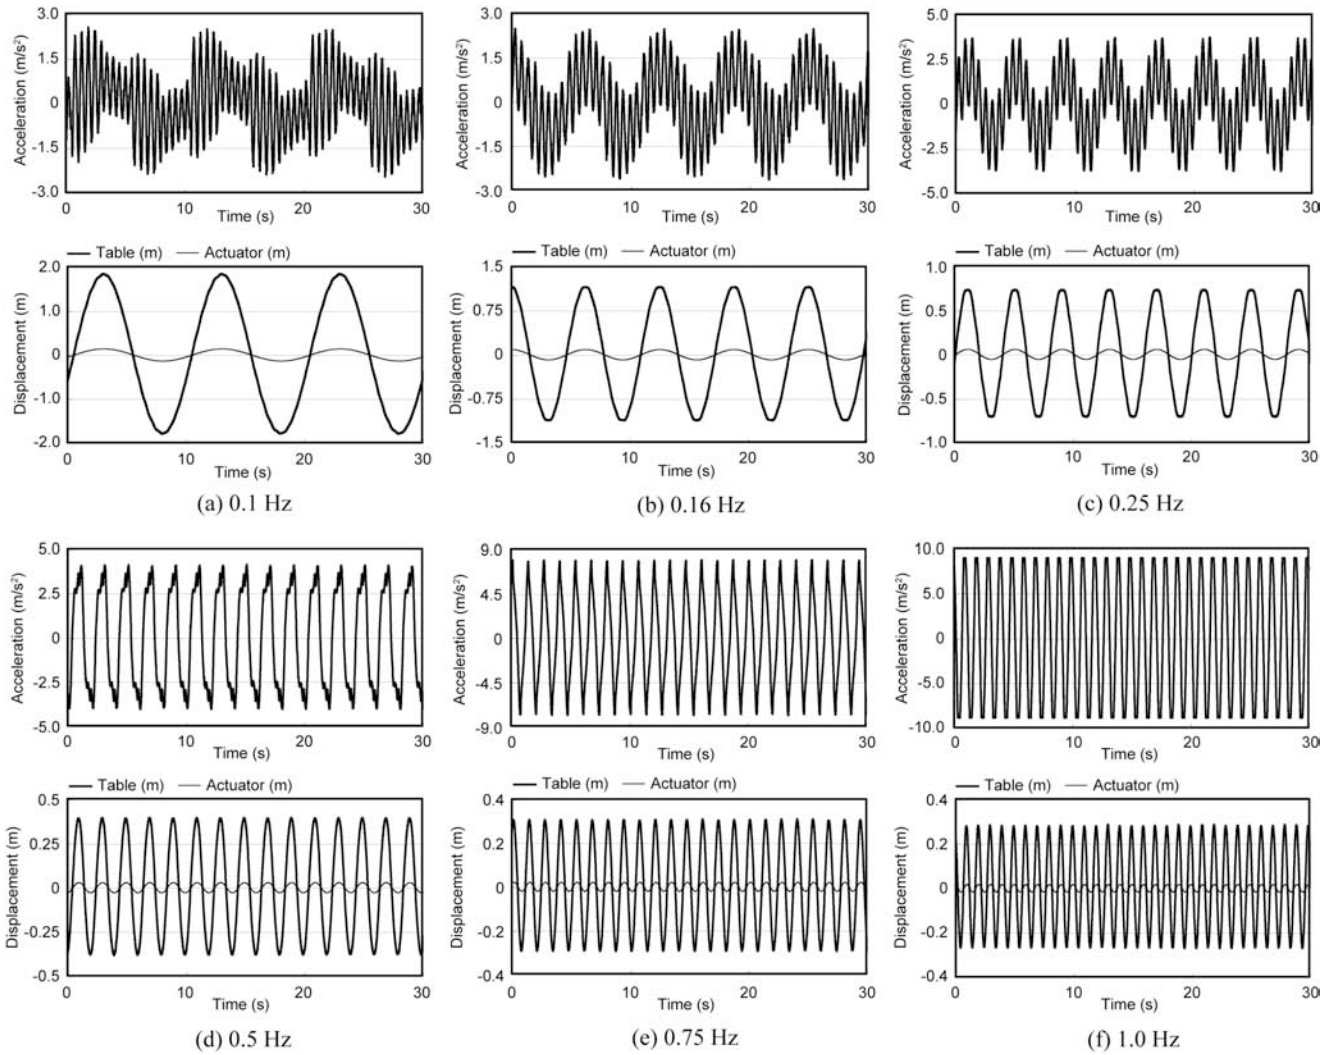 3.0
1.5
0
-1.5
-3.0
Acceleration (m/s²)
0 10 20 30
Time (s)
Table (m) Actuator (m)
2.0
1.0
0
-1.0
-2.0
Displacement (m)
0 10 20 30
Time (s)
(a) 0.1 Hz
3.0
1.5
0
-1.5
-3.0
Acceleration (m/s²)
0 10 20 30
Time (s)
Table (m) Actuator (m)
1.5
0.75
0
-0.75
-1.5
Displacement (m)
0 10 20 30
Time (s)
(b) 0.16 Hz
5.0
2.5
0
-2.5
-5.0
Acceleration (m/s²)
0 10 20 30
Time (s)
Table (m) Actuator (m)
1.0
0.5
0
-0.5
-1.0
Displacement (m)
0 10 20 30
Time (s)
(c) 0.25 Hz
5.0
2.5
0
-2.5
-5.0
Acceleration (m/s²)
0 10 20 30
Time (s)
Table (m) Actuator (m)
0.5
0.25
0
-0.25
-0.5
Displacement (m)
0 10 20 30
Time (s)
(d) 0.5 Hz
9.0
4.5
0
-4.5
-9.0
Acceleration (m/s²)
0 10 20 30
Time (s)
Table (m) Actuator (m)
0.4
0.2
0
-0.2
-0.4
Displacement (m)
0 10 20 30
Time (s)
(e) 0.75 Hz
10.0
5.0
0
-5.0
-10.0
Acceleration (m/s²)
0 10 20 30
Time (s)
Table (m) Actuator (m)
0.4
0.2
0
-0.2
-0.4
Displacement (m)
0 10 20 30
Time (s)
(f) 1.0 Hz